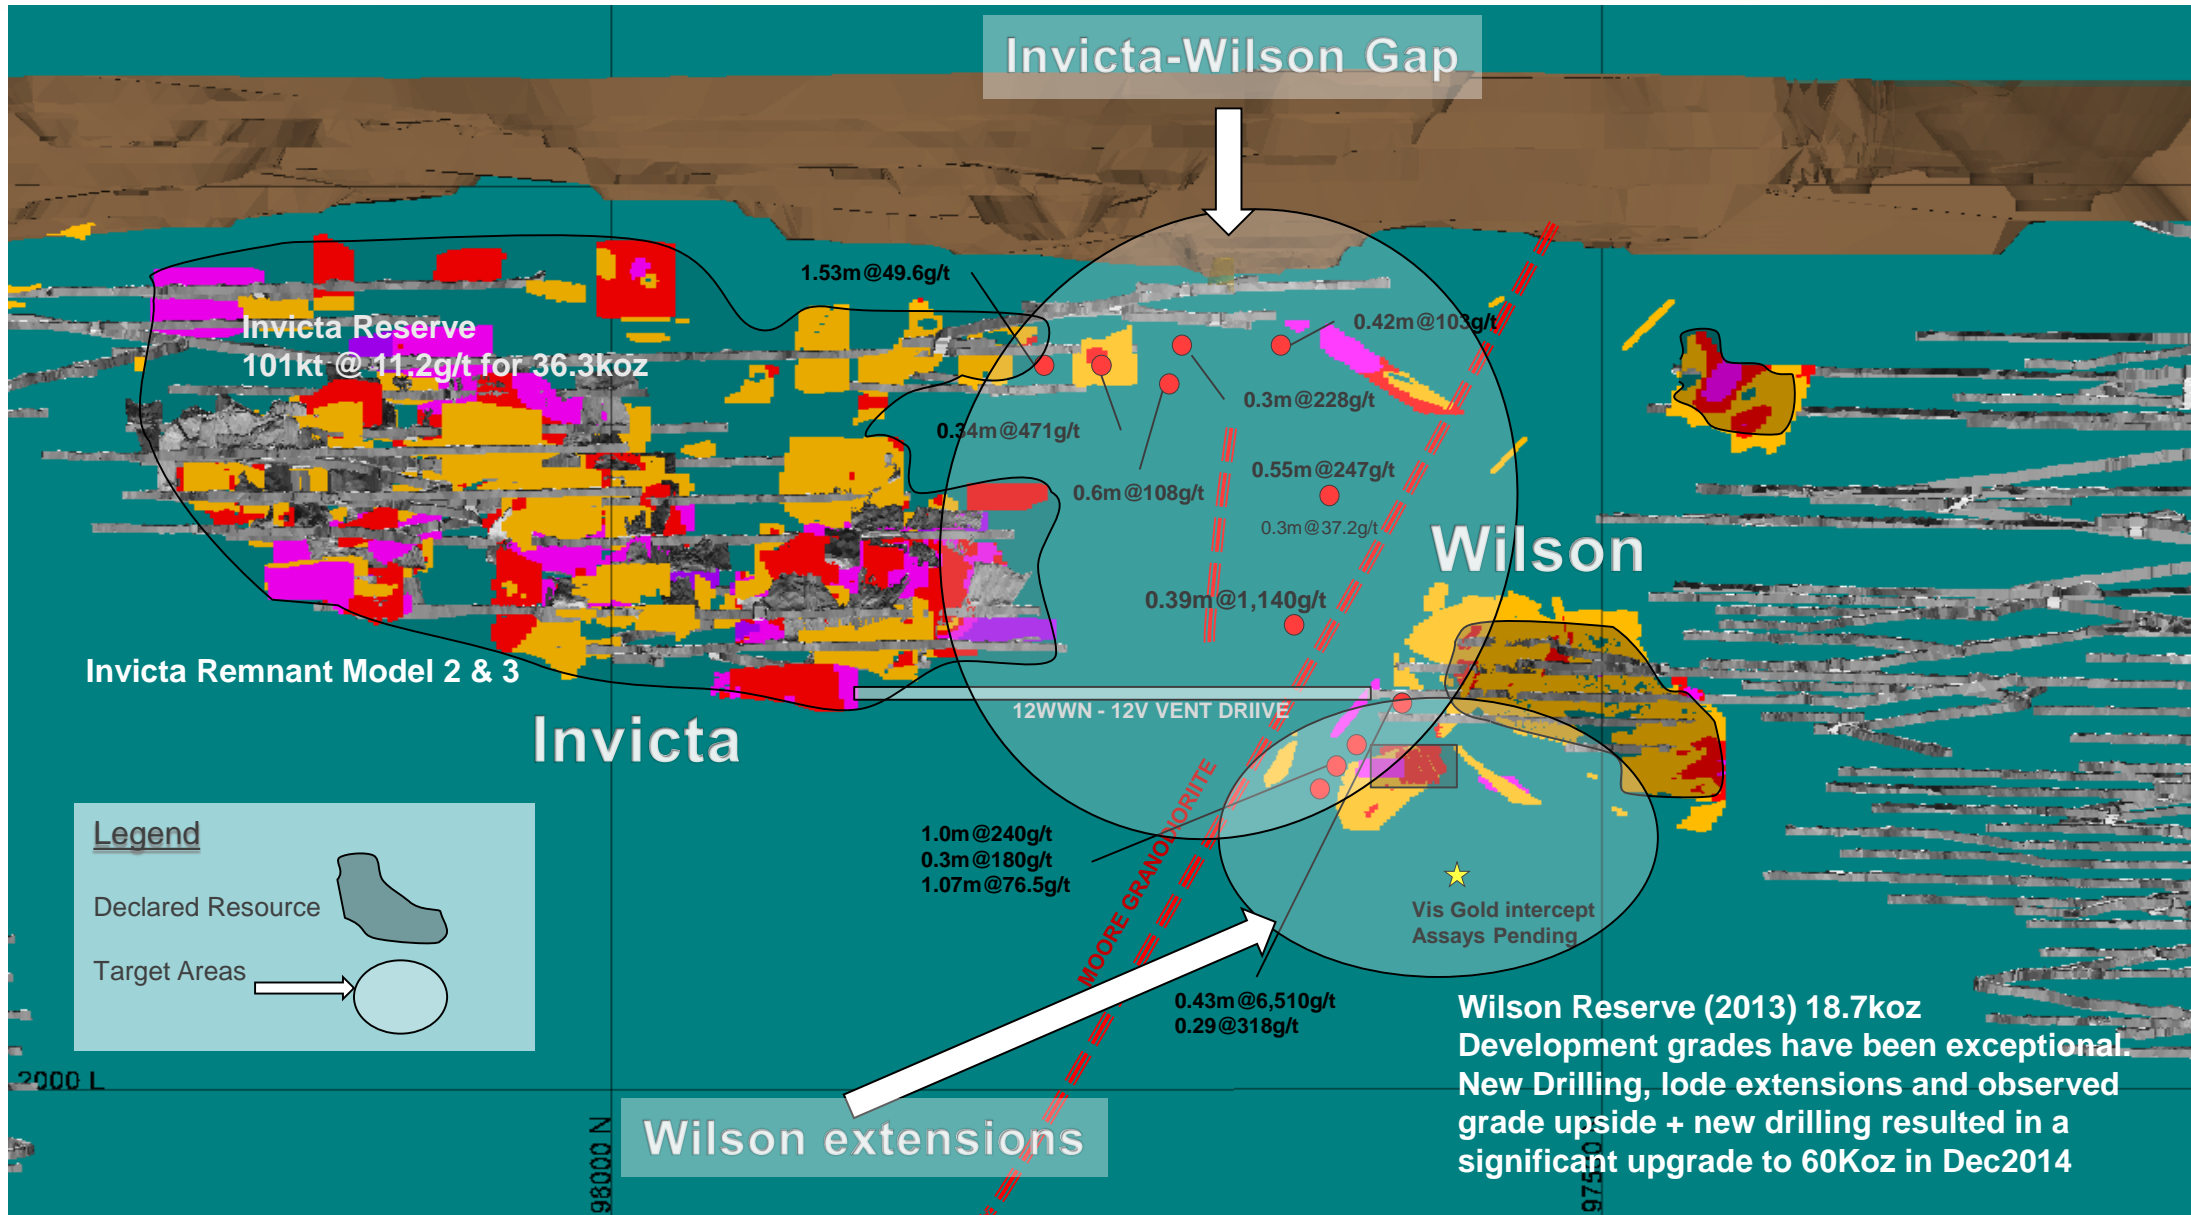 Invicta-Wilson Gap
1.53m@49.6g/t
0.42m@103g/t
Invicta Reserve
101kt @ 11.2g/t for 36.3koz
0.3m@228g/t
0.34m@471g/t
0.55m@247g/t
0.6m@108g/t
0.3m@37.2g/t
Wilson
0.39m@1,140g/t
Invicta Remnant Model 2 & 3
12WWN - 12V VENT DRIIVE
Invicta
MOORE GRANODIORIITE
Legend
Declared Resource
Target Areas
1.0m@240g/t
0.3m@180g/t
1.07m@76.5g/t
Vis Gold intercept
Assays Pending
0.43m@6,510g/t
0.29@318g/t
Wilson Reserve (2013) 18.7koz
Development grades have been exceptional.
New Drilling, lode extensions and observed
grade upside + new drilling resulted in a
significant upgrade to 60Koz in Dec2014
2000 L
Wilson extensions
98000 N
97500 N